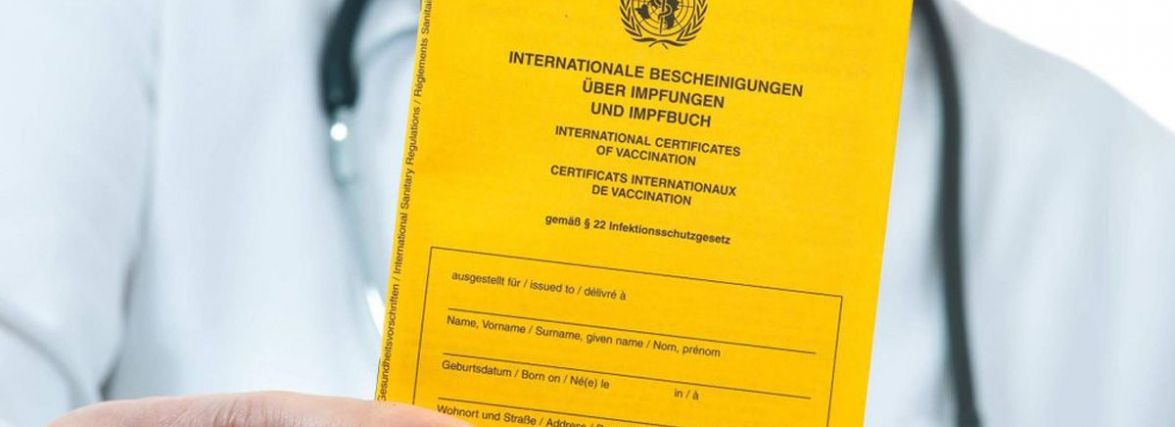 INTERNATIONALE BESCHEINIGUNGEN
ÜBER IMPFUNGEN
UND IMPFBUCH
INTERNATIONAL CERTIFICATES
OF VACCINATION
CERTIFICATS INTERNATIONAUX
DE VACCINATION
gemäß § 22 Infektionsschutzgesetz
ausgestellt für / issued to / délivré à
Name, Vorname / Surname, given name / Nom, prénom
Geburtsdatum / Born on / Né(e) le in / à
Wohnort und Straße / Address /
Gesundheitsvorschriften / International Sanitary Regulations / Règlements Sanitai